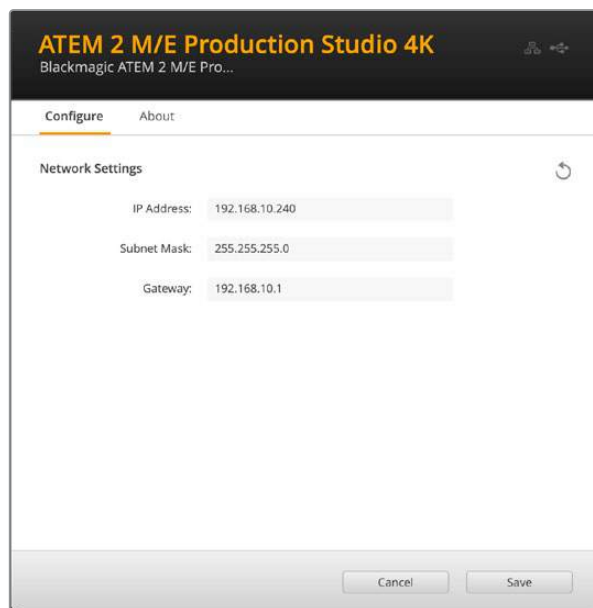 ATEM 2 M/E Production Studio 4K
Blackmagic ATEM 2 M/E Pro...
Configure About
Network Settings
IP Address: 192.168.10.240
Subnet Mask: 255.255.255.0
Gateway: 192.168.10.1
Cancel Save